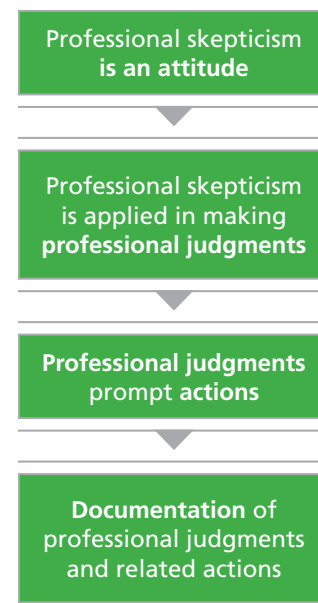 Professional skepticism
is an attitude
Professional skepticism
is applied in making
professional judgments
Professional judgments
prompt actions
Documentation of
professional judgments
and related actions